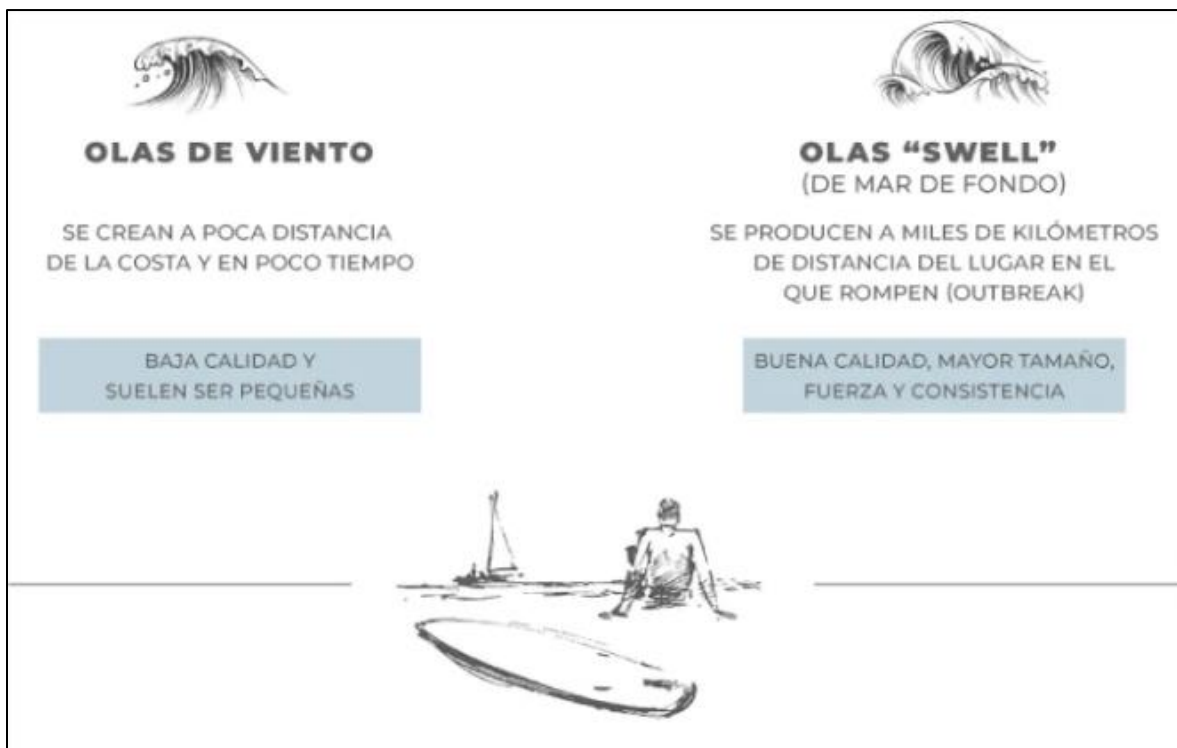 OLAS DE VIENTO
SE CREAN A POCA DISTANCIA
DE LA COSTA Y EN POCO TIEMPO
BAJA CALIDAD Y
SUELEN SER PEQUEÑAS
OLAS “SWELL”
(DE MAR DE FONDO)
SE PRODUCEN A MILES DE KILÓMETROS
DE DISTANCIA DEL LUGAR EN EL
QUE ROMPEN (OUTBREAK)
BUENA CALIDAD, MAYOR TAMAÑO,
FUERZA Y CONSISTENCIA